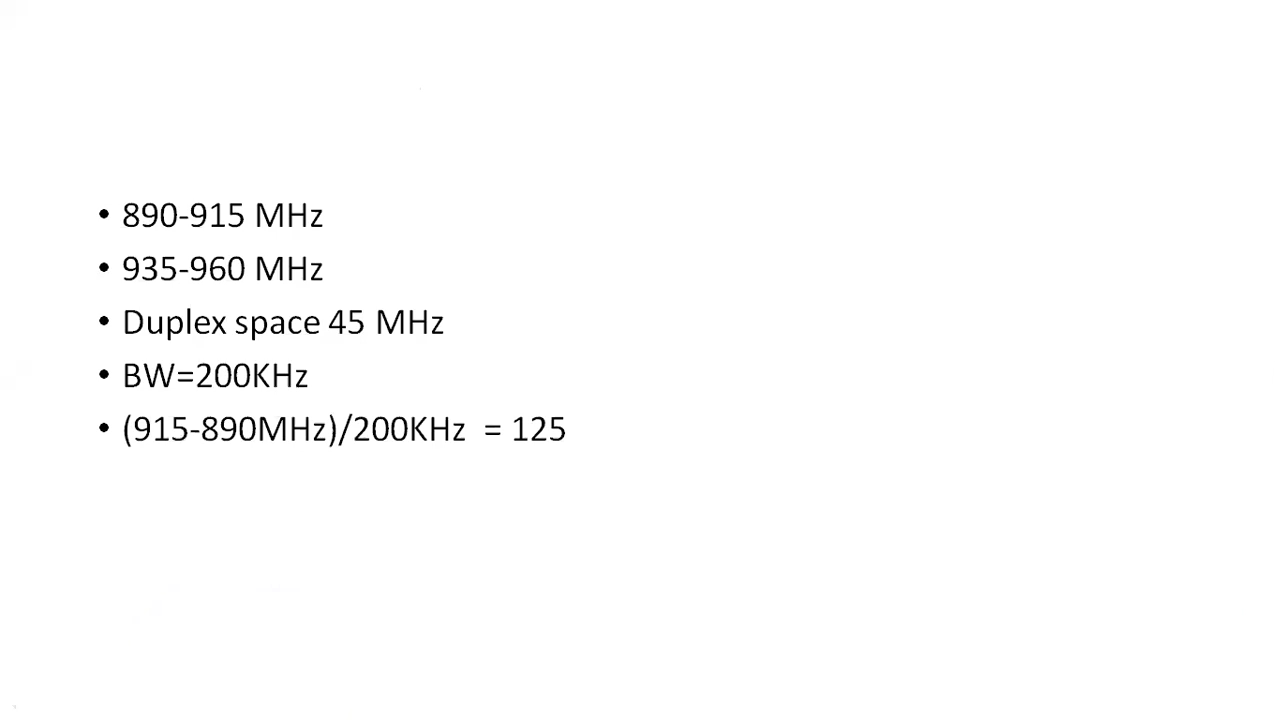 • 890-915 MHz
• 935-960 MHz
• Duplex space 45 MHz
• BW=200KHz
• (915-890MHz)/200KHz = 125